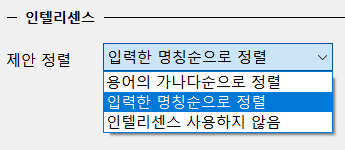 인텔리센스
제안 정렬
입력한 명칭순으로 정렬
용어의 가나다순으로 정렬
입력한 명칭순으로 정렬
인텔리센스 사용하지 않음